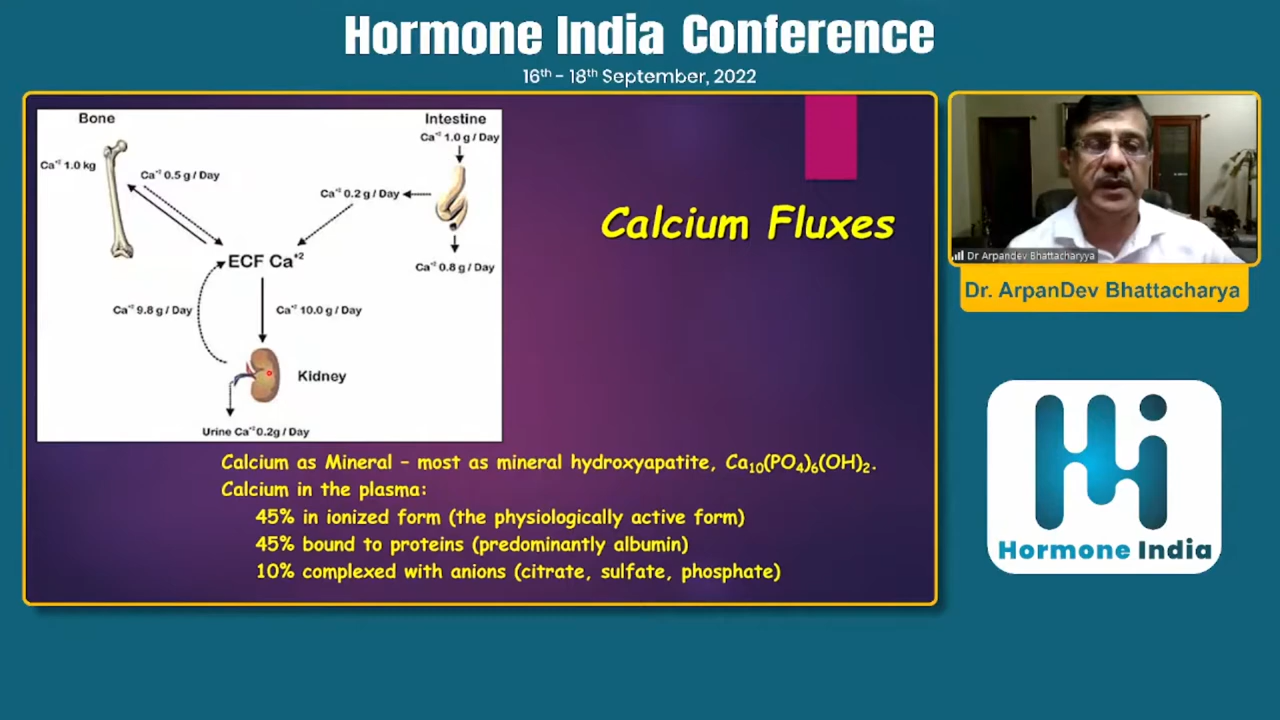 Hormone India Conference
16th - 18th September, 2022
Bone
Intestine
Ca+2 1.0 g / Day
Ca+2 1.0 kg
Ca+2 0.5 g / Day
Ca+2 0.2 g / Day
ECF Ca+2
Ca+2 0.8 g / Day
Ca+2 9.8 g / Day
Ca+2 10.0 g / Day
Kidney
Urine Ca+2 0.2g / Day
Calcium Fluxes
Calcium as Mineral – most as mineral hydroxyapatite, Ca10(PO4)6(OH)2.
Calcium in the plasma:
45% in ionized form (the physiologically active form)
45% bound to proteins (predominantly albumin)
10% complexed with anions (citrate, sulfate, phosphate)
Dr Arpandev Bhattacharyya
Dr. ArpanDev Bhattacharya
Hormone India